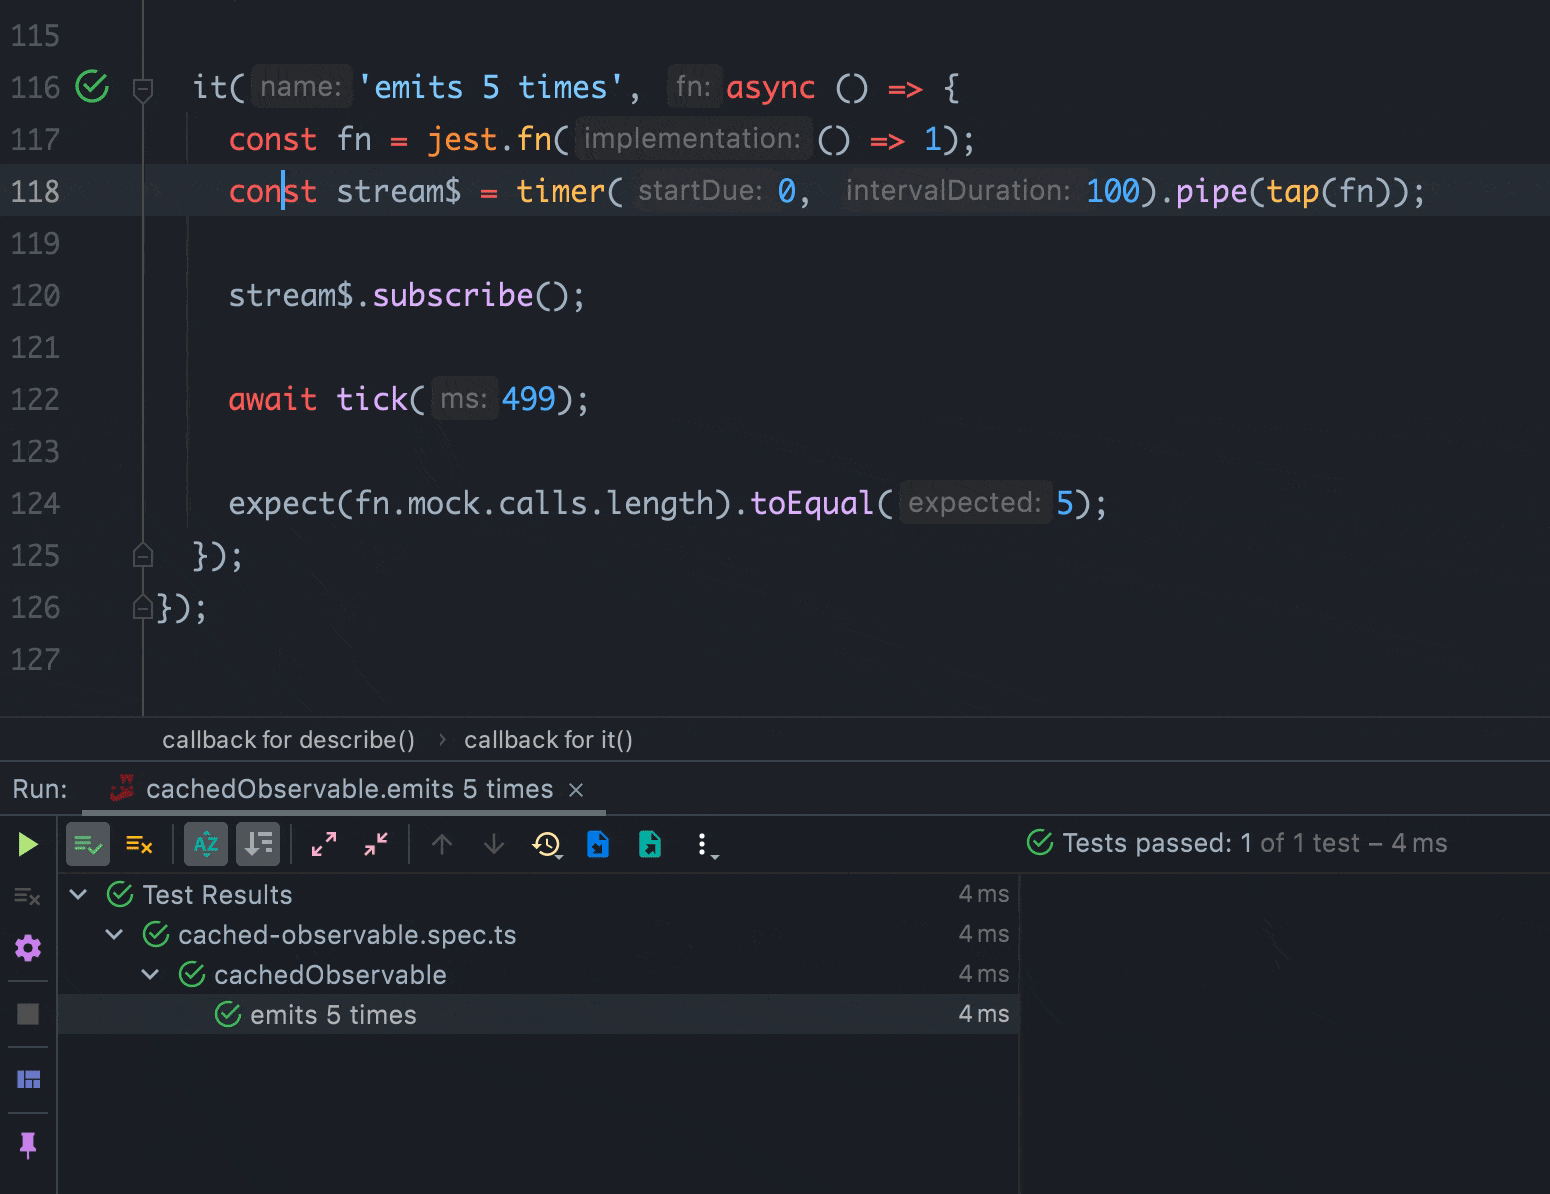 115
116 it( name: 'emits 5 times', fn: async () => {
117 const fn = jest.fn( implementation: () => 1);
118 const stream$ = timer( startDue: 0, intervalDuration: 100).pipe(tap(fn));
119
120 stream$.subscribe();
121
122 await tick( ms: 499);
123
124 expect(fn.mock.calls.length).toEqual( expected: 5);
125 });
126 });
127
callback for describe() › callback for it()
Run: cachedObservable.emits 5 times ×
AZ Tests passed: 1 of 1 test – 4 ms
Test Results 4 ms
cached-observable.spec.ts 4 ms
cachedObservable 4 ms
emits 5 times 4 ms